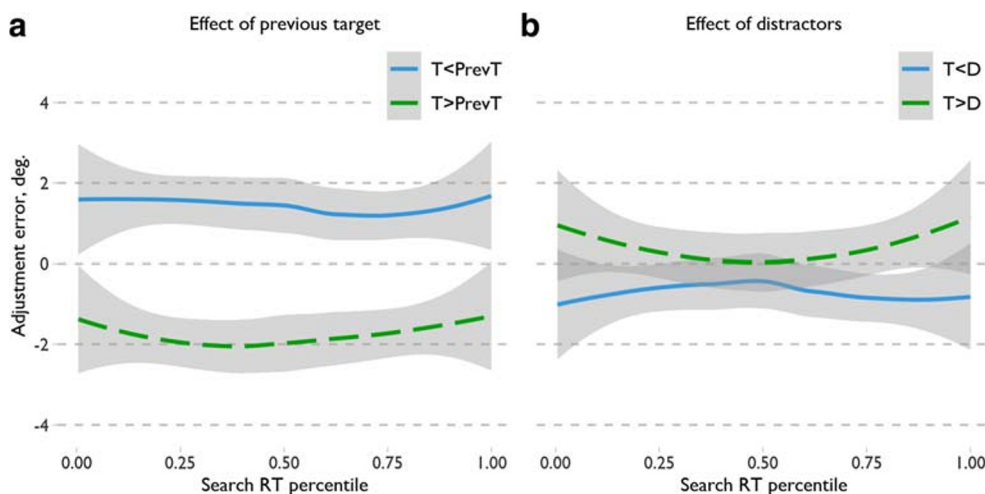 a
Effect of previous target
T<PrevT
T>PrevT
Adjustment error, deg.
4
2
0
-2
-4
0.00 0.25 0.50 0.75 1.00
Search RT percentile
b
Effect of distractors
T<D
T>D
0.00 0.25 0.50 0.75 1.00
Search RT percentile